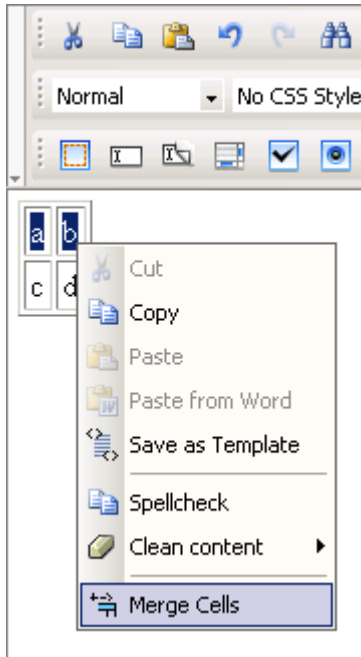 Normal No CSS Style
a b
c d
Cut
Copy
Paste
Paste from Word
Save as Template
Spellcheck
Clean content
Merge Cells